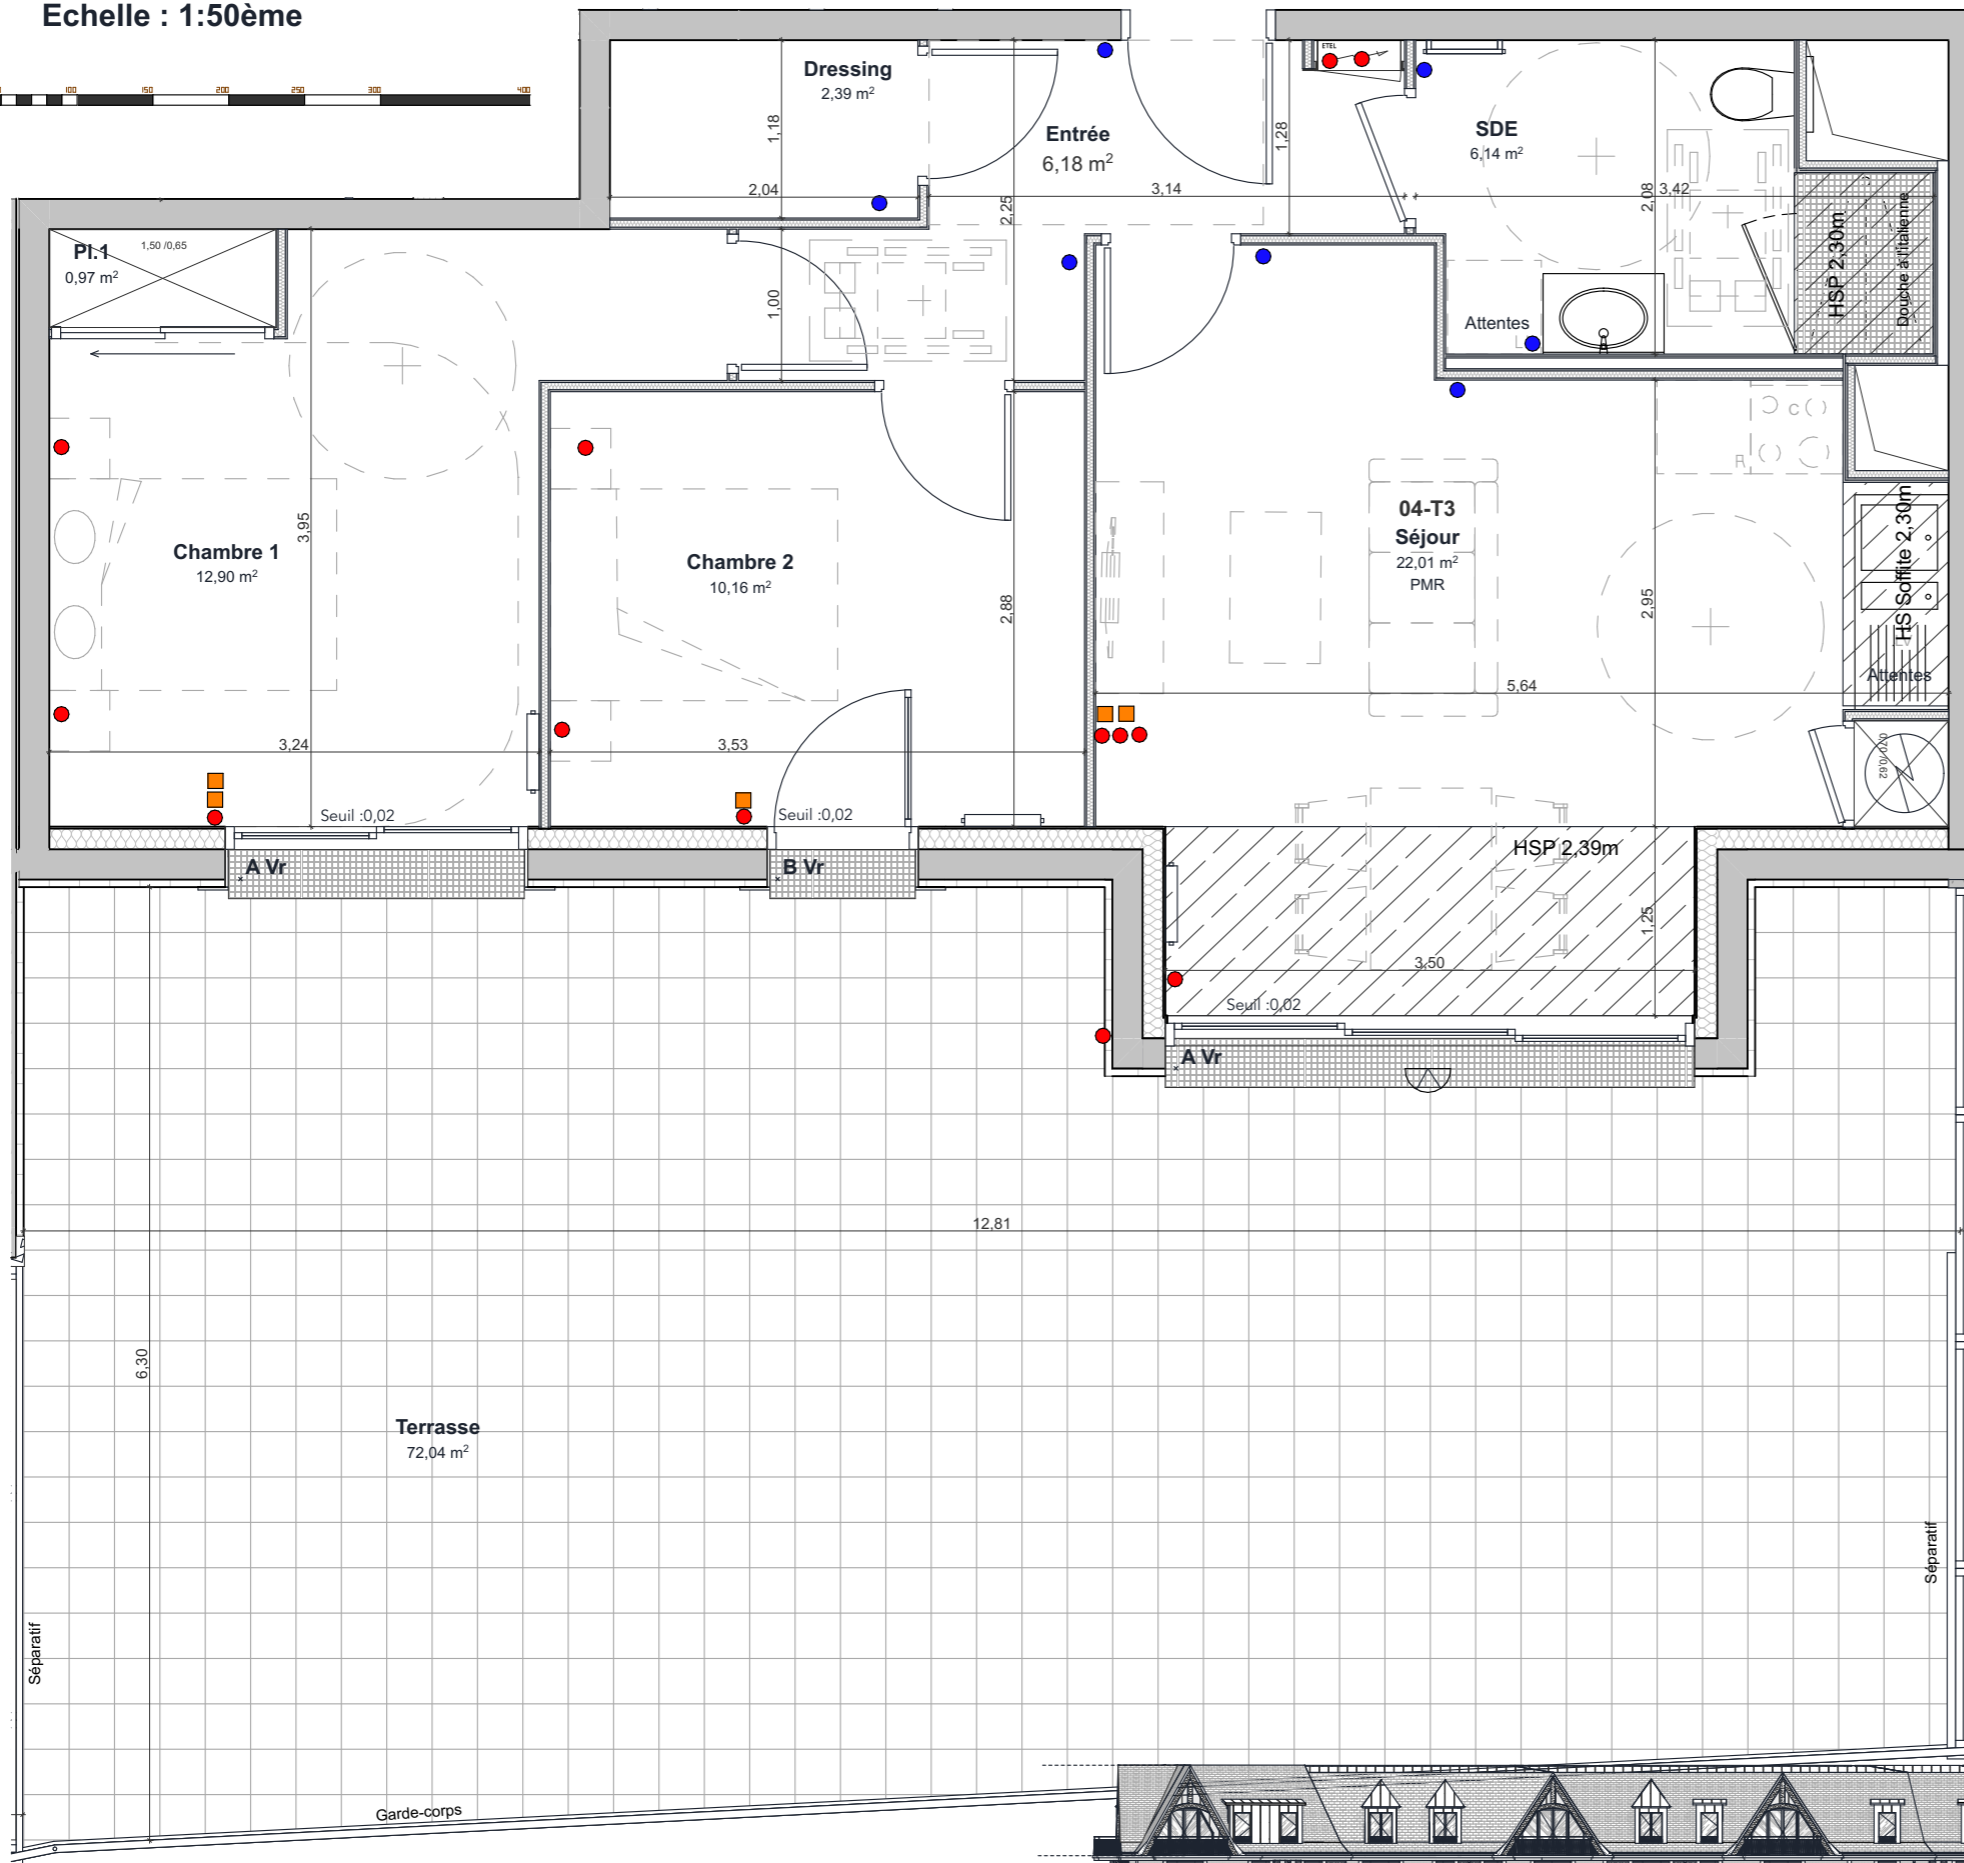 Echelle : 1:50ème
100
150
200
250
300
400
Dressing
2,39 m²
1,18
2,04
Entrée
6,18 m²
2,25
3,14
1,28
ETEL
SDE
6,14 m²
2,08
3,42
HSP 2,30m
Douche à l'italienne
Attentes
L
Pl.1
0,97 m²
1,50 /0,65
1,00
Chambre 1
12,90 m²
3,95
3,24
Seuil :0,02
A Vr
Chambre 2
10,16 m²
2,88
3,53
Seuil :0,02
B Vr
04-T3
Séjour
22,01 m²
PMR
C
R
2,95
5,64
HS Soffite 2,30m
Attentes
0,70 /0,62
HSP 2,39m
1,25
3,50
Seuil :0,02
A Vr
12,81
6,30
Terrasse
72,04 m²
Séparatif
Séparatif
Garde-corps